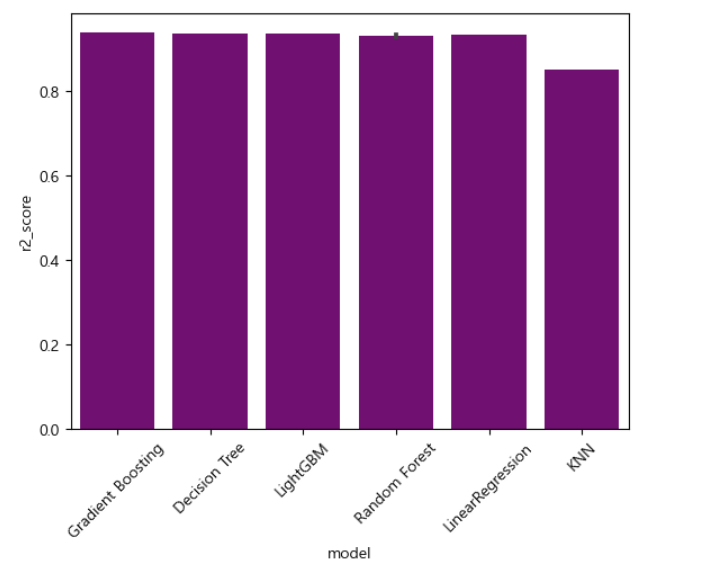 r2_score
0.8
0.6
0.4
0.2
0.0
Gradient Boosting
Decision Tree
LightGBM
Random Forest
LinearRegression
KNN
model